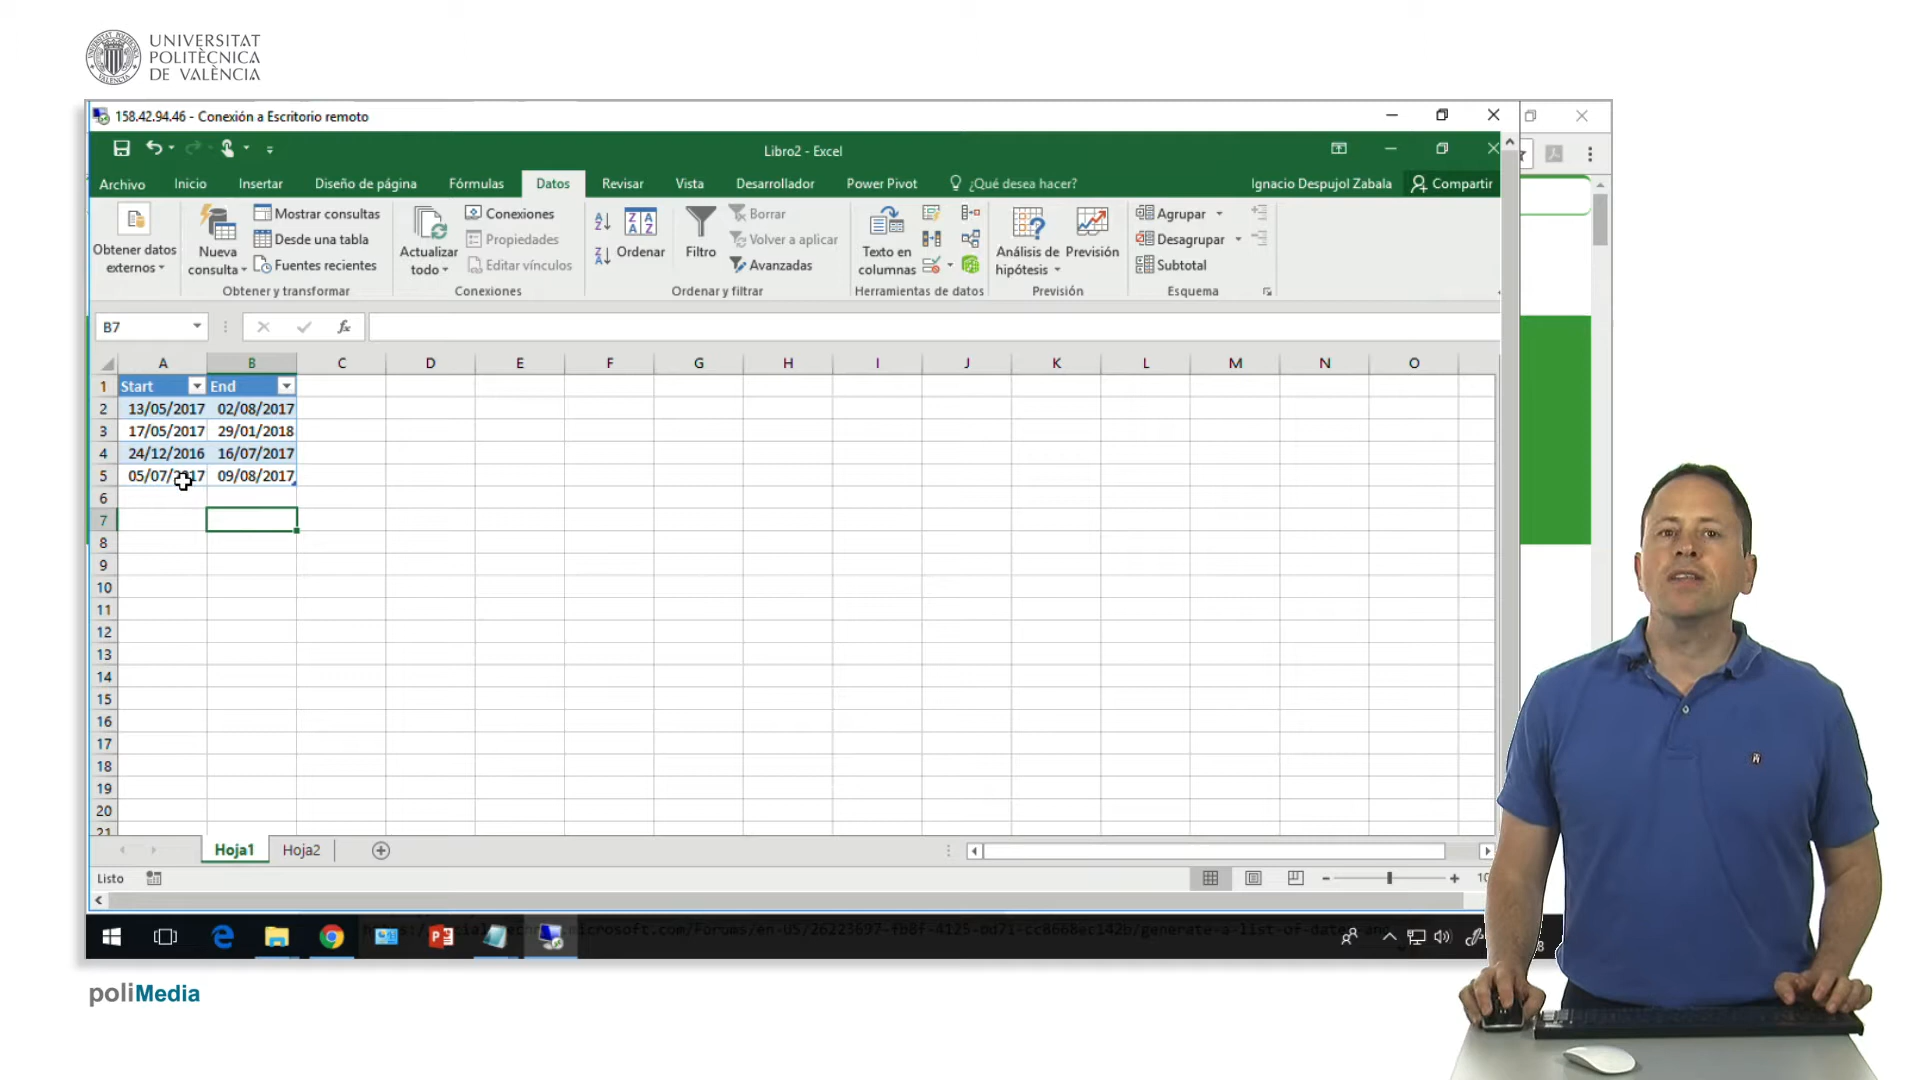 UNIVERSITAT
POLITÈCNICA
DE VALÈNCIA
158.42.94.46 - Conexión a Escritorio remoto
Libro2 - Excel
Archivo Inicio Insertar Diseño de página Fórmulas Datos Revisar Vista Desarrollador Power Pivot ¿Qué desea hacer? Ignacio Despujol Zabala Compartir
Obtener datos externos
Nueva consulta
Mostrar consultas
Desde una tabla
Fuentes recientes
Obtener y transformar
Actualizar todo
Conexiones
Propiedades
Editar vínculos
Conexiones
Ordenar
Filtro
Borrar
Volver a aplicar
Avanzadas
Ordenar y filtrar
Texto en columnas
Herramientas de datos
Análisis de hipótesis
Previsión
Previsión
Agrupar
Desagrupar
Subtotal
Esquema
B7 fx
A B C D E F G H I J K L M N O
1 Start End
2 13/05/2017 02/08/2017
3 17/05/2017 29/01/2018
4 24/12/2016 16/07/2017
5 05/07/2017 09/08/2017
6
7
8
9
10
11
12
13
14
15
16
17
18
19
20
21
Hoja1 Hoja2
Listo
poliMedia